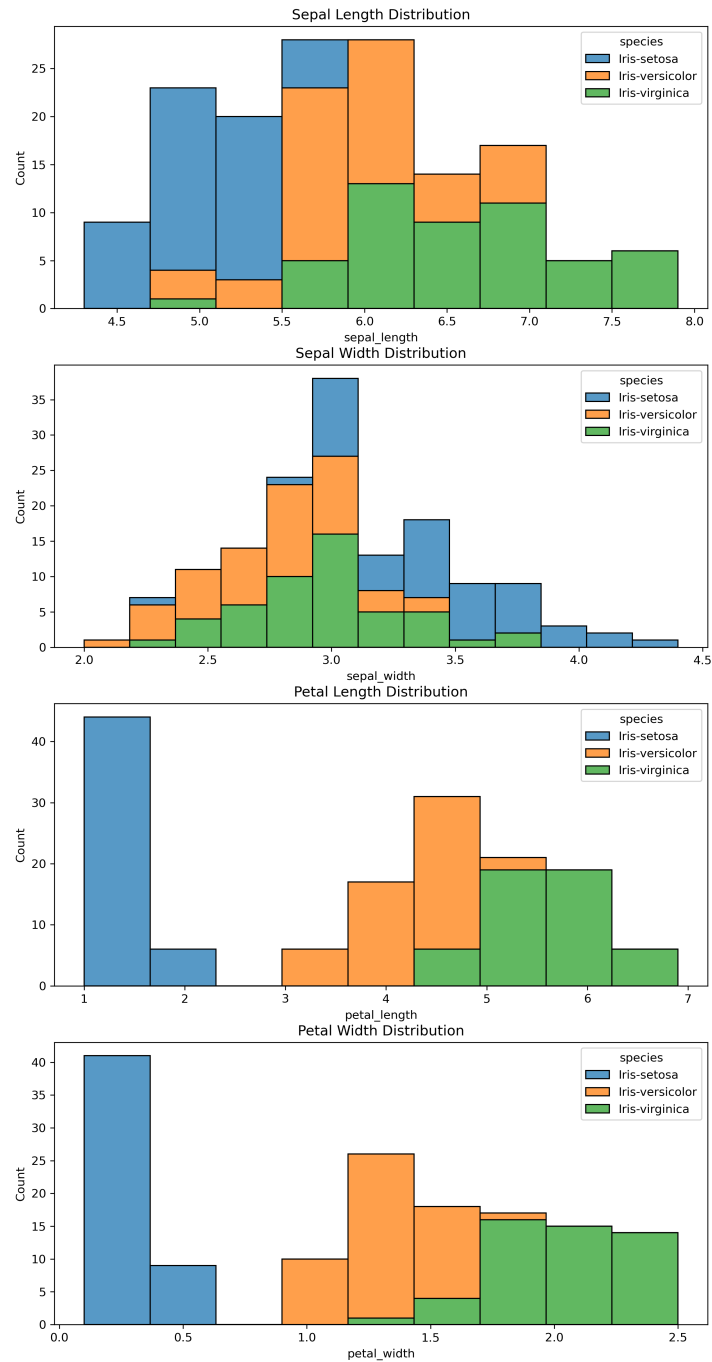 Sepal Length Distribution
species
Iris-setosa
Iris-versicolor
Iris-virginica
Count
25
20
15
10
5
0
4.5 5.0 5.5 6.0 6.5 7.0 7.5 8.0
sepal_length
Sepal Width Distribution
species
Iris-setosa
Iris-versicolor
Iris-virginica
Count
35
30
25
20
15
10
5
0
2.0 2.5 3.0 3.5 4.0 4.5
sepal_width
Petal Length Distribution
species
Iris-setosa
Iris-versicolor
Iris-virginica
Count
40
30
20
10
0
1 2 3 4 5 6 7
petal_length
Petal Width Distribution
species
Iris-setosa
Iris-versicolor
Iris-virginica
Count
40
35
30
25
20
15
10
5
0
0.0 0.5 1.0 1.5 2.0 2.5
petal_width